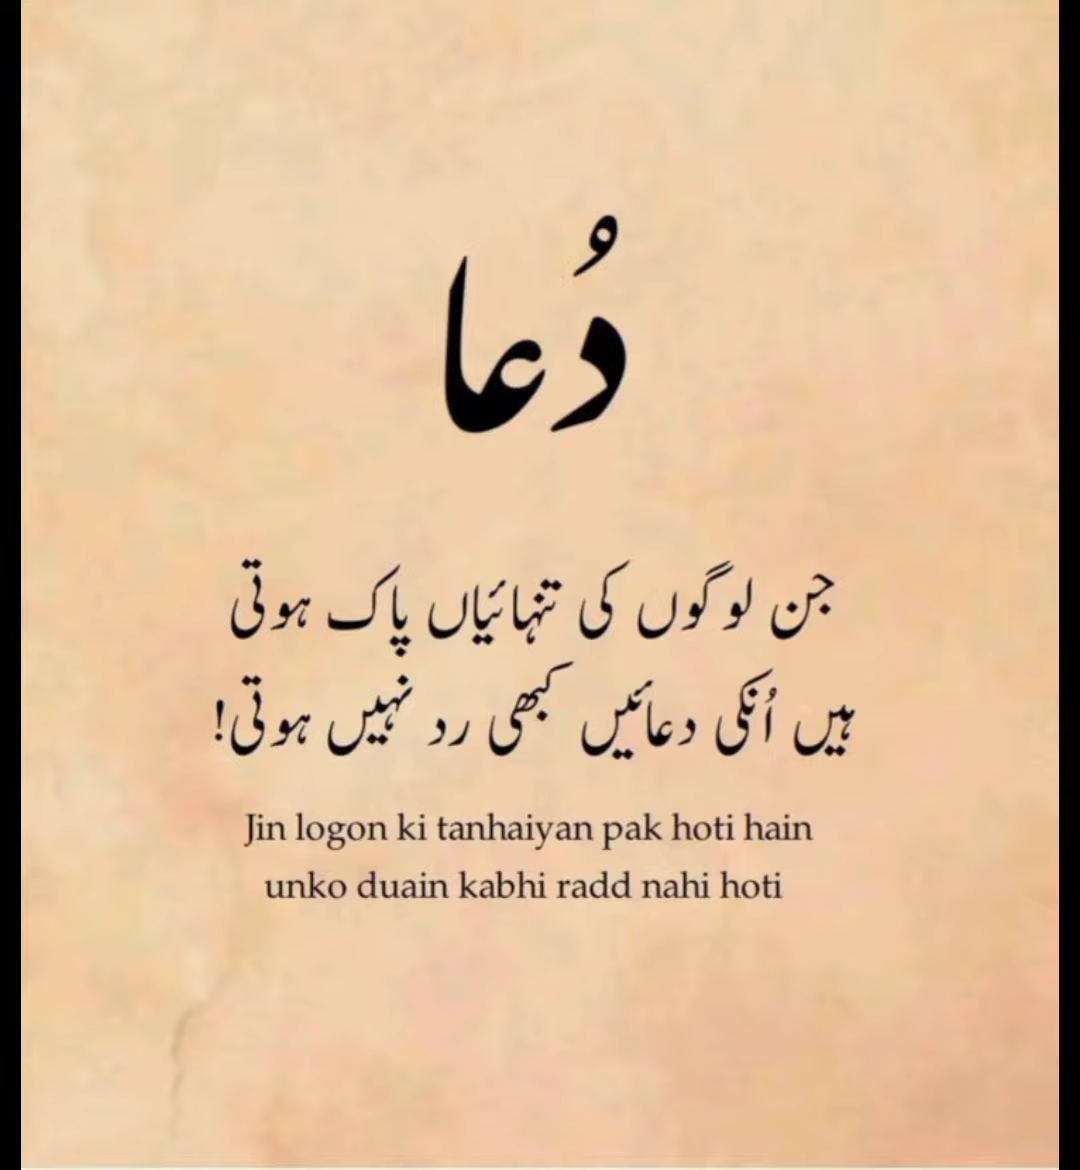 دُعا
جن لوگوں کی تنہائیاں پاک ہوتی
ہیں اُنکی دعائیں کبھی رد نہیں ہوتی!
Jin logon ki tanhaiyan pak hoti hain
unko duain kabhi radd nahi hoti